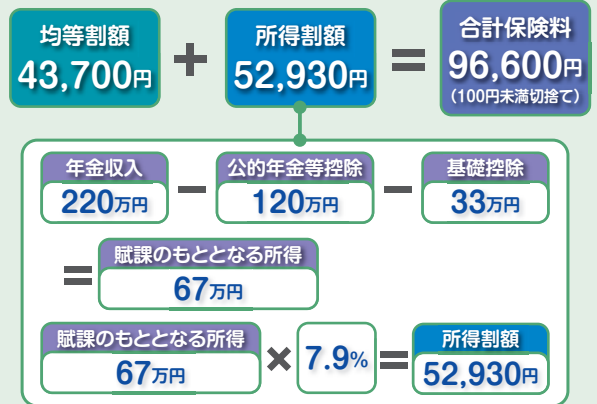 均等割額 + 所得割額 = 合計保険料
43,700円 52,930円 96,600円
(100円未満切捨て)
年金収入 − 公的年金等控除 − 基礎控除
220万円 120万円 33万円
= 賦課のもととなる所得
67万円
賦課のもととなる所得 × 7.9% = 所得割額
67万円 52,930円